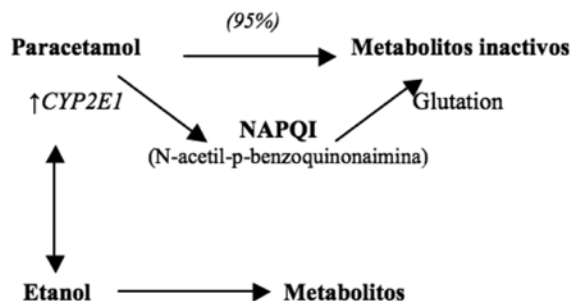 (95%)
Paracetamol Metabolitos inactivos
↑CYP2E1 Glutation
NAPQI
(N-acetil-p-benzoquinonaimina)
Etanol Metabolitos